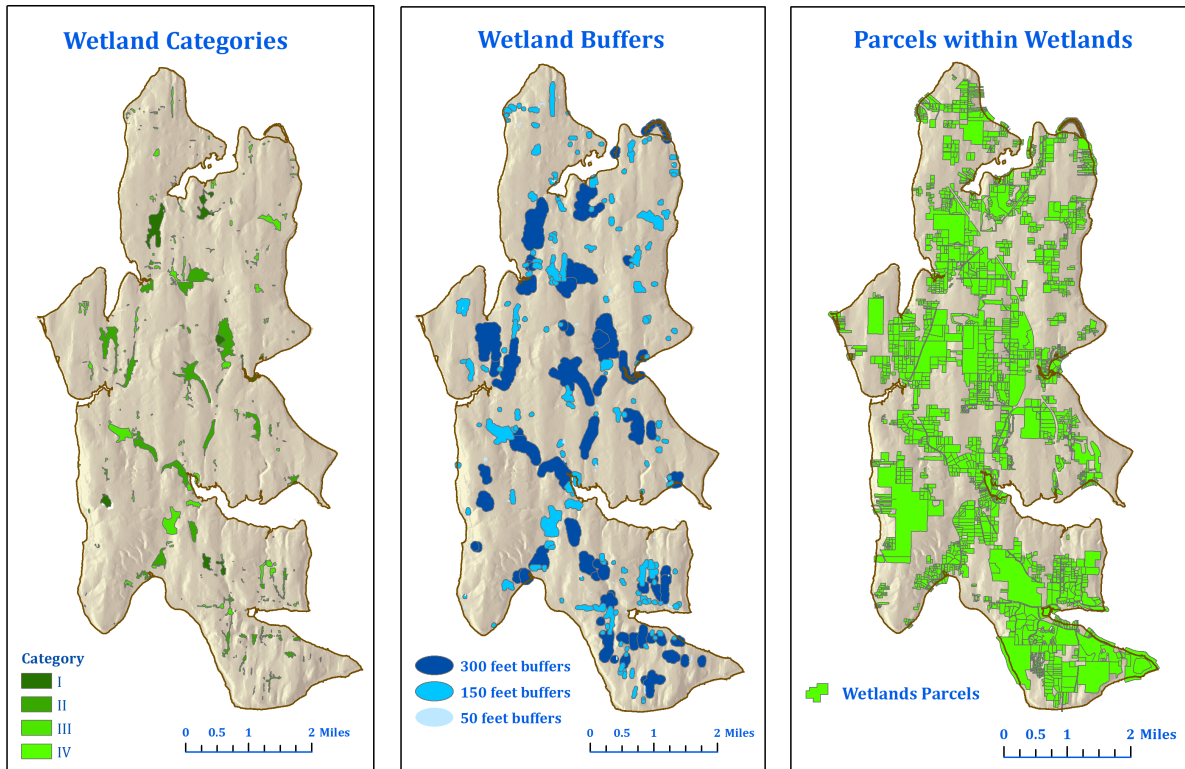 Wetland Categories
Category
I
II
III
IV
0 0.5 1 2 Miles
Wetland Buffers
300 feet buffers
150 feet buffers
50 feet buffers
0 0.5 1 2 Miles
Parcels within Wetlands
Wetlands Parcels
0 0.5 1 2 Miles